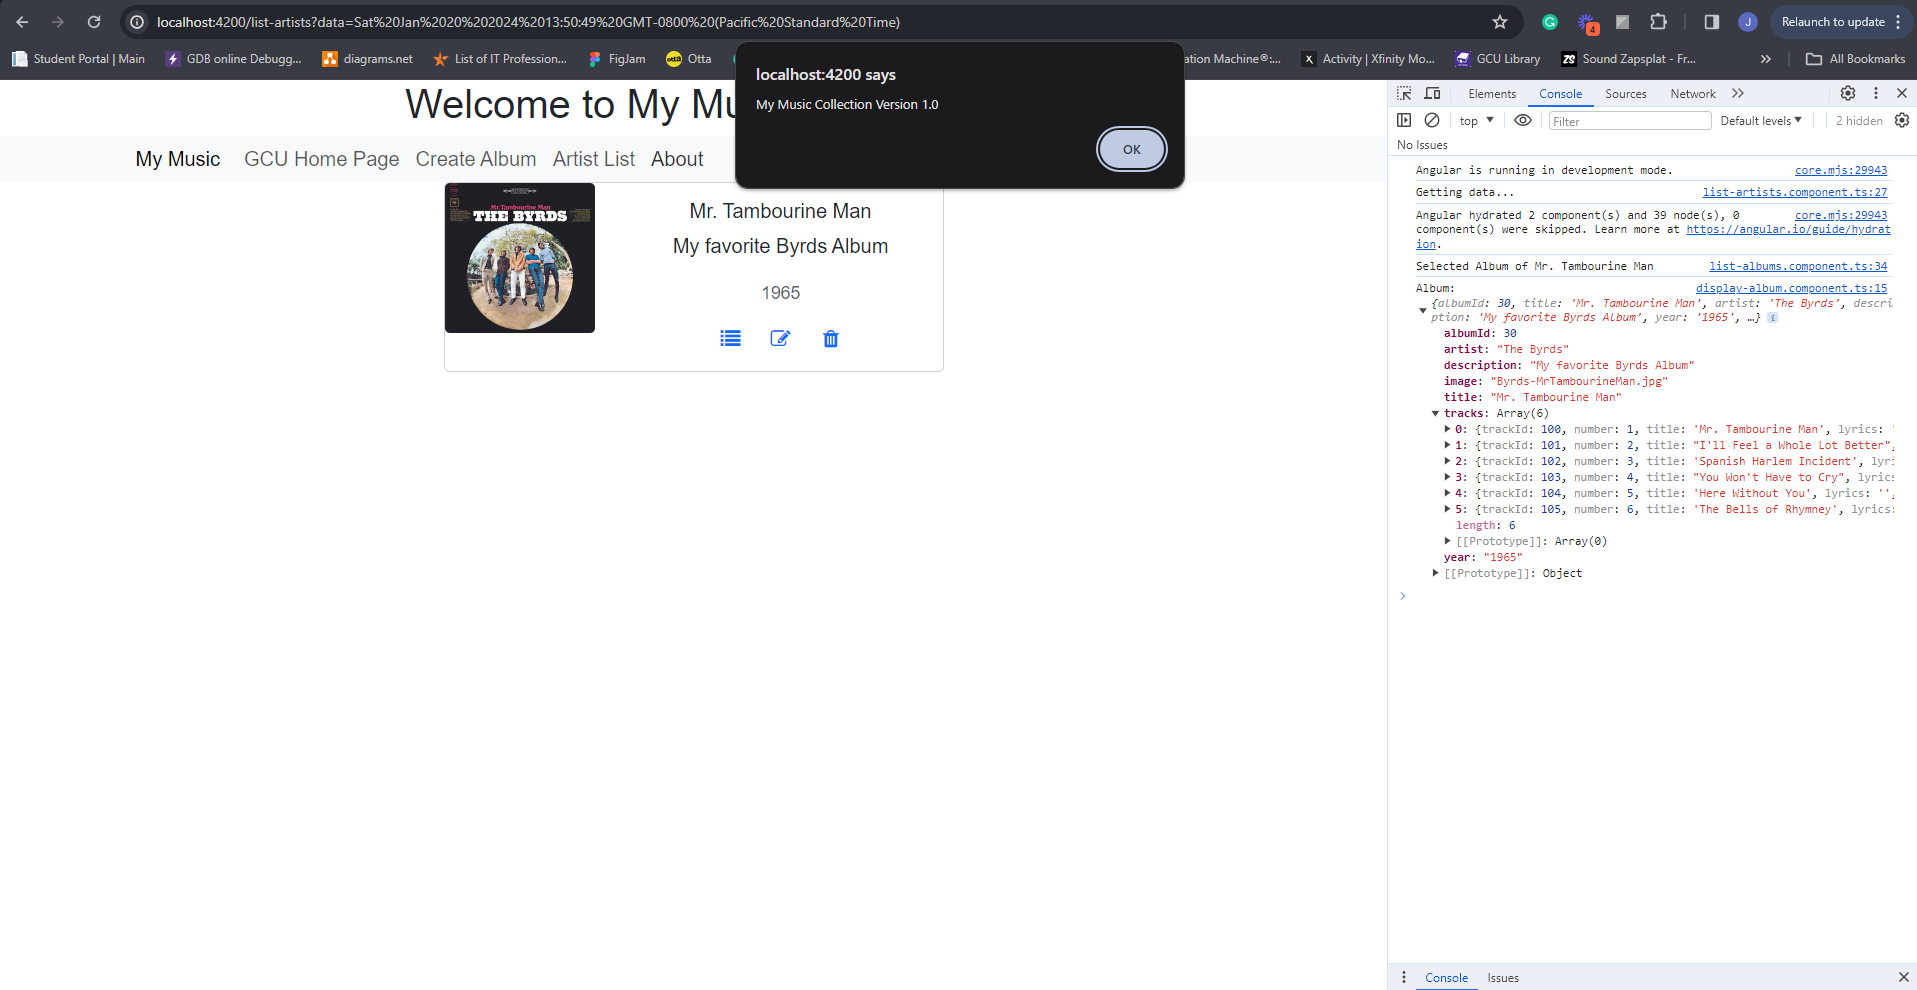 localhost:4200/list-artists?data=Sat%20Jan%2020%202024%2013:50:49%20GMT-0800%20(Pacific%20Standard%20Time)
4
J
Relaunch to update
Student Portal | Main
GDB online Debugg...
diagrams.net
List of IT Profession...
FigJam
otta Otta
ation Machine®:...
X Activity | Xfinity Mo...
GCU Library
ZS Sound Zapsplat - Fr...
All Bookmarks
localhost:4200 says
My Music Collection Version 1.0
OK
Welcome to My Mu
My Music GCU Home Page Create Album Artist List About
Mr. Tambourine Man
THE BYRDS
Mr. Tambourine Man
My favorite Byrds Album
1965
Elements Console Sources Network
top Filter Default levels 2 hidden
No Issues
Angular is running in development mode. core.mjs:29943
Getting data... list-artists.component.ts:27
Angular hydrated 2 component(s) and 39 node(s), 0 core.mjs:29943
component(s) were skipped. Learn more at https://angular.io/guide/hydrat
ion.
Selected Album of Mr. Tambourine Man list-albums.component.ts:34
Album: display-album.component.ts:15
{albumId: 30, title: 'Mr. Tambourine Man', artist: 'The Byrds', descri
ption: 'My favorite Byrds Album', year: '1965', …} i
albumId: 30
artist: "The Byrds"
description: "My favorite Byrds Album"
image: "Byrds-MrTambourineMan.jpg"
title: "Mr. Tambourine Man"
tracks: Array(6)
0: {trackId: 100, number: 1, title: 'Mr. Tambourine Man', lyrics: '
1: {trackId: 101, number: 2, title: "I'll Feel a Whole Lot Better",
2: {trackId: 102, number: 3, title: 'Spanish Harlem Incident', lyri
3: {trackId: 103, number: 4, title: "You Won't Have to Cry", lyrics
4: {trackId: 104, number: 5, title: 'Here Without You', lyrics: '',
5: {trackId: 105, number: 6, title: 'The Bells of Rhymney', lyrics:
length: 6
[[Prototype]]: Array(0)
year: "1965"
[[Prototype]]: Object
Console Issues